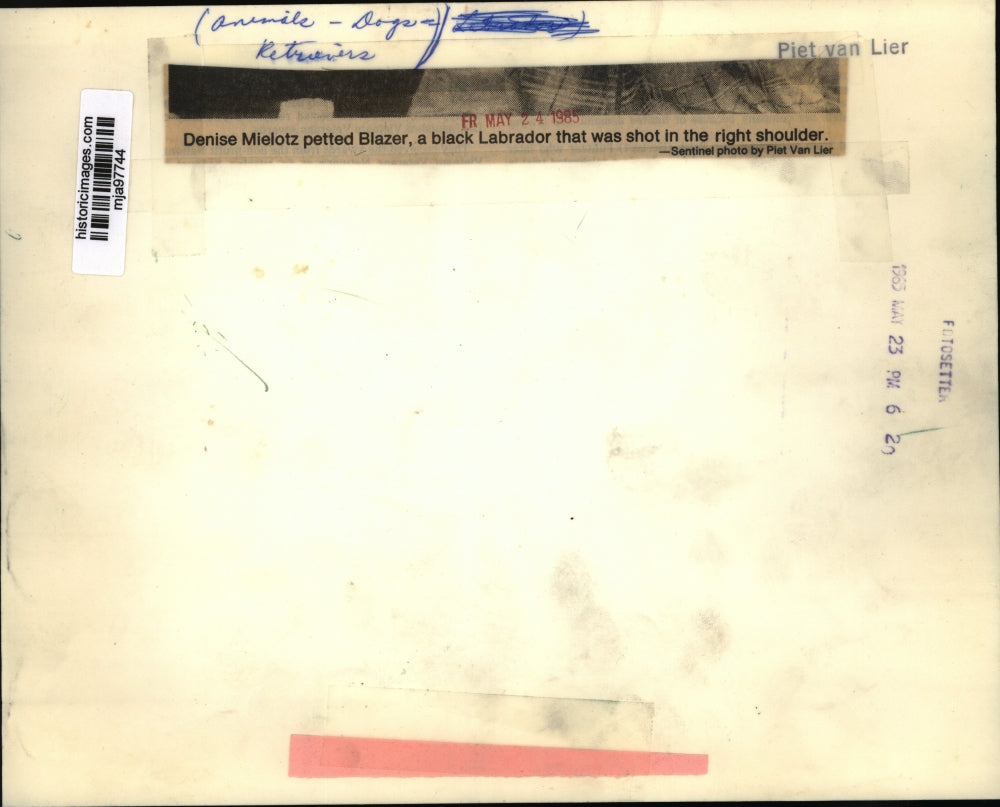 (Animals - Dogs =)
Retrievers
Piet van Lier
FR MAY 24 1985
Denise Mielotz petted Blazer, a black Labrador that was shot in the right shoulder.
—Sentinel photo by Piet Van Lier
historicimages.com
mja97744
1985 MAY 23 PM 6 20
FOTOSETTER